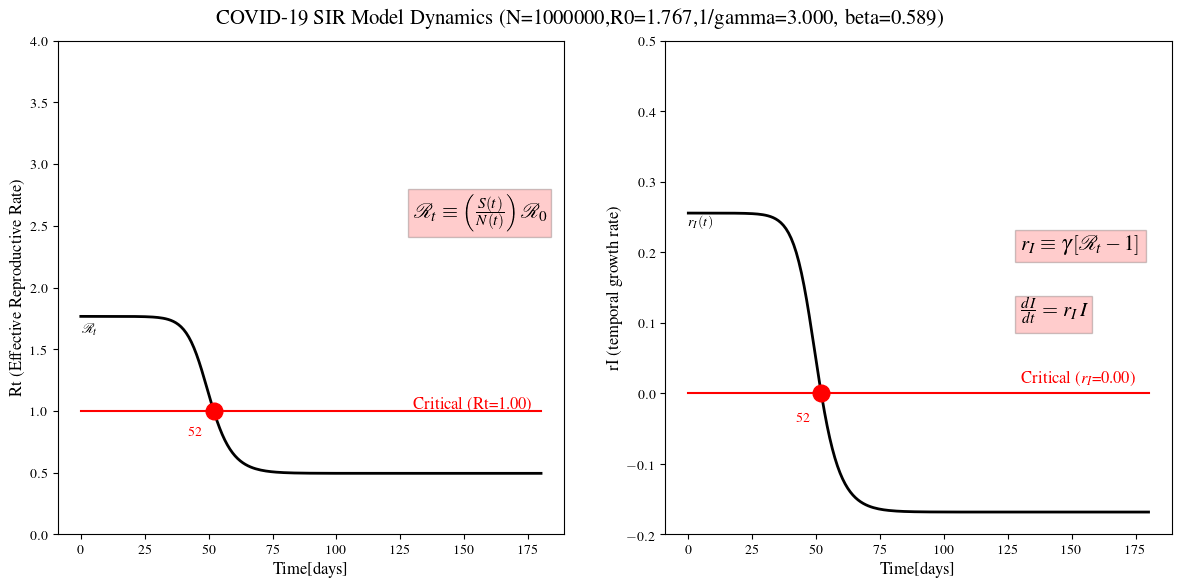 COVID-19 SIR Model Dynamics (N=1000000,R0=1.767,1/gamma=3.000, beta=0.589)
Rt (Effective Reproductive Rate)
4.0
3.5
3.0
2.5
2.0
1.5
1.0
0.5
0.0
ℛₜ ≡ (S(t)/N(t)) ℛ₀
ℛₜ
Critical (Rt=1.00)
52
0 25 50 75 100 125 150 175
Time[days]
rI (temporal growth rate)
0.5
0.4
0.3
0.2
0.1
0.0
−0.1
−0.2
r_I(t)
r_I ≡ γ[ℛₜ − 1]
dI/dt = r_I I
Critical (r_I=0.00)
52
0 25 50 75 100 125 150 175
Time[days]